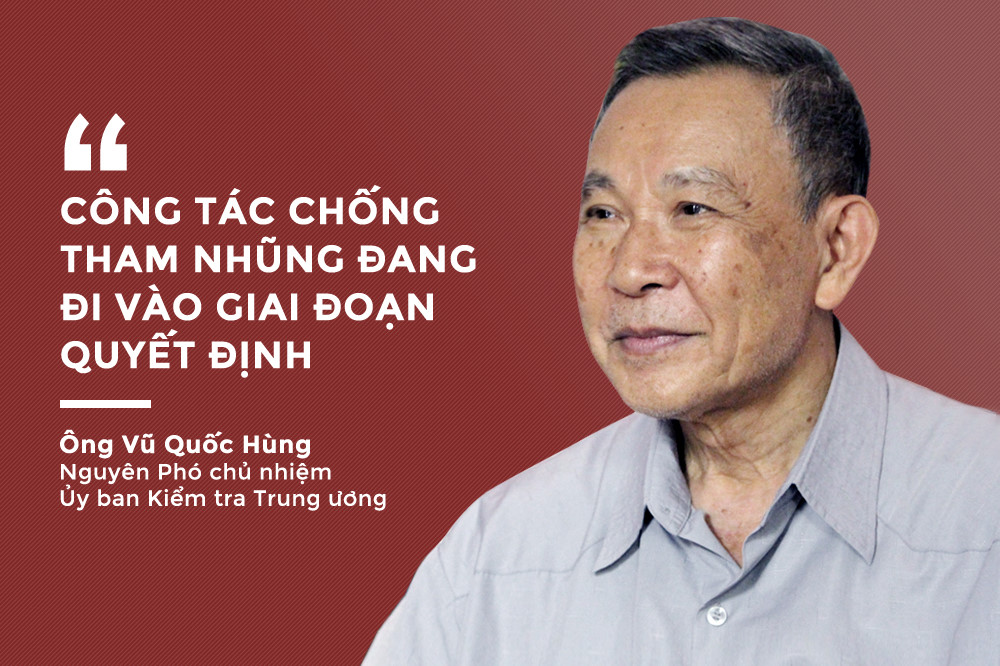 “
CÔNG TÁC CHỐNG
THAM NHŨNG ĐANG
ĐI VÀO GIAI ĐOẠN
QUYẾT ĐỊNH
Ông Vũ Quốc Hùng
Nguyên Phó chủ nhiệm
Ủy ban Kiểm tra Trung ương